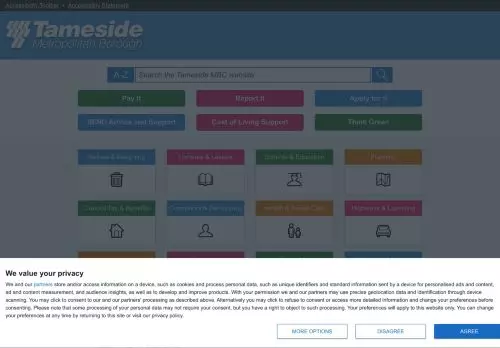 Accessibility Toolbar • Accessibility Statement
Tameside
Metropolitan Borough
A-Z Search the Tameside MBC website
Pay It Report It Apply for it
SEND Advice and Support Cost of Living Support Think Green
Culture & Leisure Schools & Education Planning
Council Tax & Benefits Health & Social Care Highways & Licensing
We value your privacy
We and our partners store and/or access information on a device, such as cookies and process personal data, such as unique identifiers and standard information sent by a device for personalised ads and content,
ad and content measurement, and audience insights, as well as to develop and improve products. With your permission we and our partners may use precise geolocation data and identification through device
scanning. You may click to consent to our and our partners' processing as described above. Alternatively you may click to refuse to consent or access more detailed information and change your preferences before
consenting. Please note that some processing of your personal data may not require your consent, but you have a right to object to such processing. Your preferences will apply to this website only. You can change
your preferences at any time by returning to this site or visit our privacy policy.
MORE OPTIONS DISAGREE AGREE